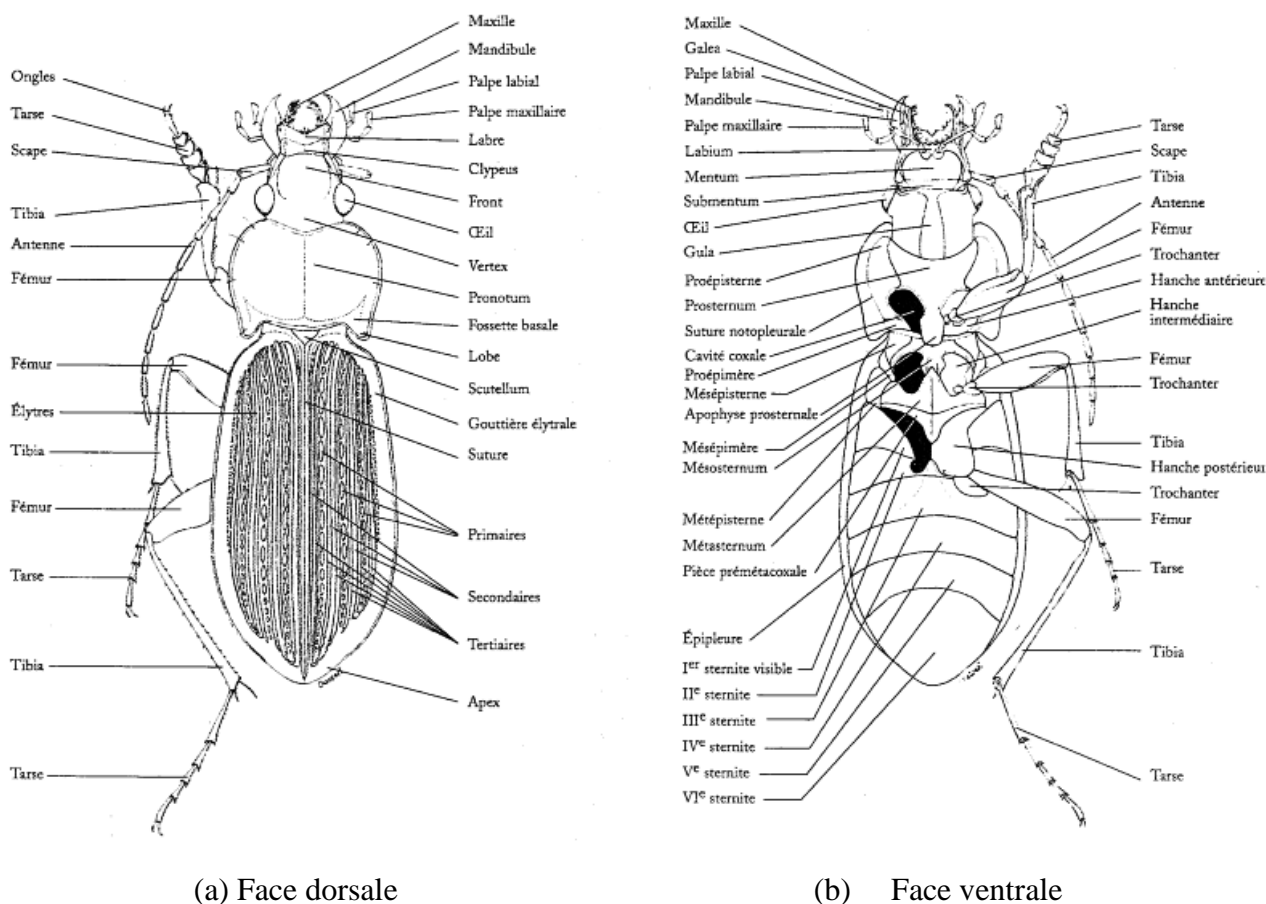 Ongles
Tarse
Scape
Tibia
Antenne
Fémur
Fémur
Élytres
Tibia
Fémur
Tarse
Tibia
Tarse
Maxille
Mandibule
Palpe labial
Palpe maxillaire
Labre
Clypeus
Front
Œil
Vertex
Pronotum
Fossette basale
Lobe
Scutellum
Gouttière élytrale
Suture
Primaires
Secondaires
Tertiaires
Apex
Maxille
Galea
Palpe labial
Mandibule
Palpe maxillaire
Labium
Mentum
Submentum
Œil
Gula
Proépisterne
Prosternum
Suture notopleurale
Cavité coxale
Proépimère
Mésépisterne
Apophyse prosternale
Mésépimère
Mésosternum
Métépisterne
Métasternum
Pièce prémétacoxale
Épipleure
Ier sternite visible
IIe sternite
IIIe sternite
IVe sternite
Ve sternite
VIe sternite
Tarse
Scape
Tibia
Antenne
Fémur
Trochanter
Hanche antérieure
Hanche
intermédiaire
Fémur
Trochanter
Tibia
Hanche postérieur
Trochanter
Fémur
Tarse
Tibia
Tarse
(a) Face dorsale
(b) Face ventrale